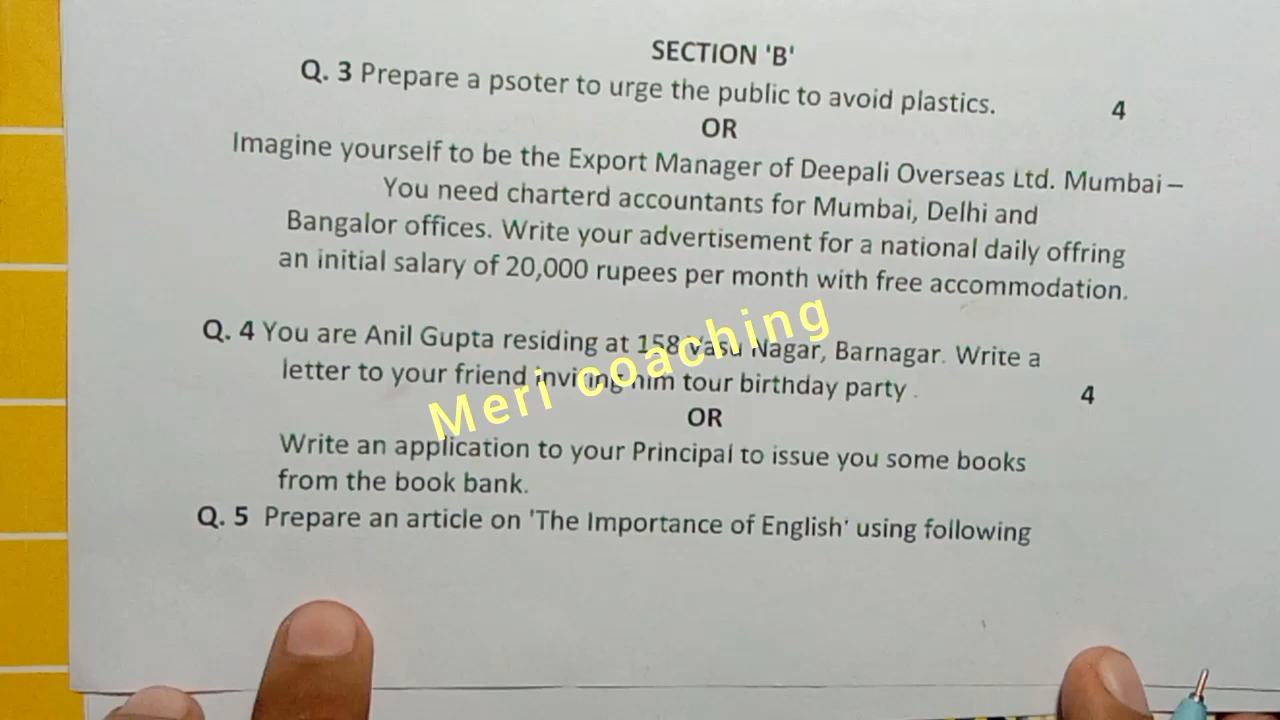 SECTION 'B'
Q. 3 Prepare a psoter to urge the public to avoid plastics. 4
OR
Imagine yourself to be the Export Manager of Deepali Overseas Ltd. Mumbai –
You need charterd accountants for Mumbai, Delhi and
Bangalor offices. Write your advertisement for a national daily offring
an initial salary of 20,000 rupees per month with free accommodation.
Q. 4 You are Anil Gupta residing at 158 Vasu Nagar, Barnagar. Write a
letter to your friend inviring him tour birthday party . 4
Meri coaching
OR
Write an application to your Principal to issue you some books
from the book bank.
Q. 5 Prepare an article on 'The Importance of English' using following